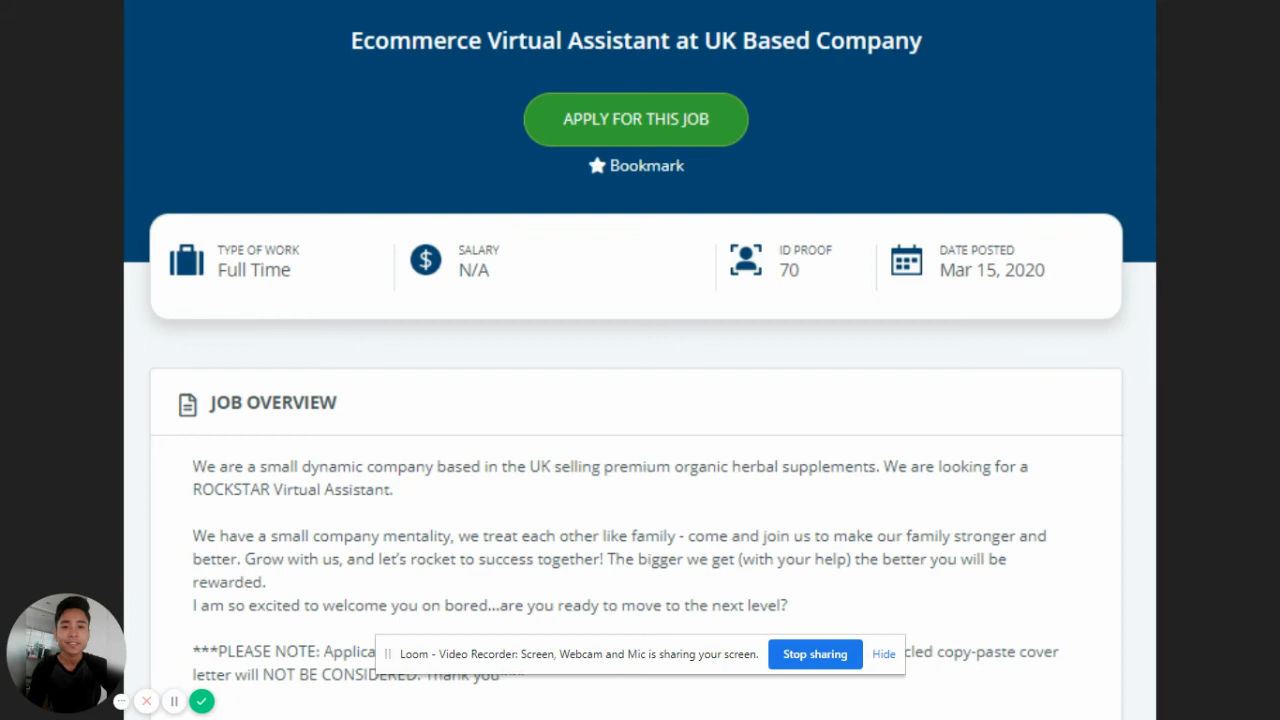 Ecommerce Virtual Assistant at UK Based Company
APPLY FOR THIS JOB
Bookmark
TYPE OF WORK
Full Time
SALARY
N/A
ID PROOF
70
DATE POSTED
Mar 15, 2020
JOB OVERVIEW
We are a small dynamic company based in the UK selling premium organic herbal supplements. We are looking for a
ROCKSTAR Virtual Assistant.
We have a small company mentality, we treat each other like family - come and join us to make our family stronger and
better. Grow with us, and let's rocket to success together! The bigger we get (with your help) the better you will be
rewarded.
I am so excited to welcome you on bored...are you ready to move to the next level?
***PLEASE NOTE: Applica cled copy-paste cover
letter will NOT BE CONSIDERED. Thank you***
Loom - Video Recorder: Screen, Webcam and Mic is sharing your screen.
Stop sharing
Hide